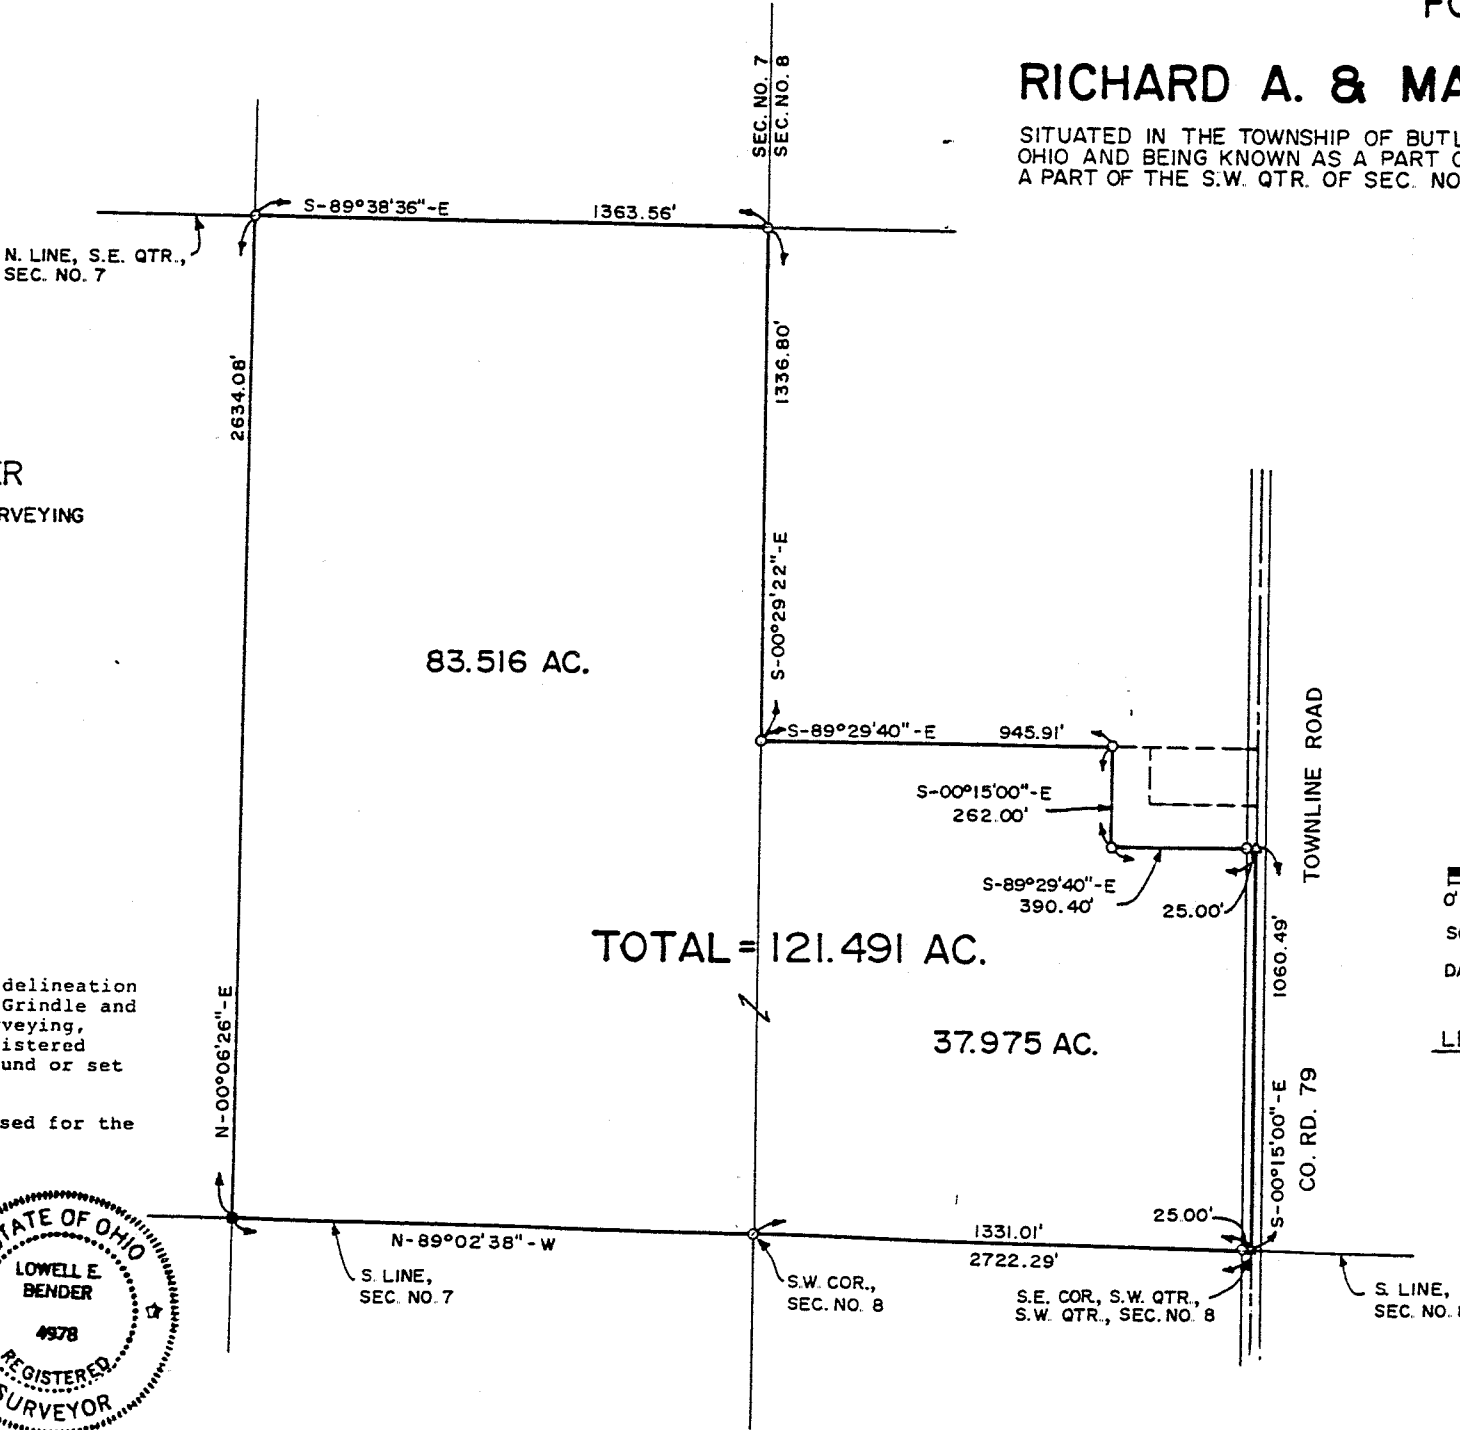 RICHARD A. &
SITUATED IN THE TOWNSHIP OF
OHIO AND BEING KNOWN AS A PART
A PART OF THE S.W. QTR. OF SEC. NO
SEC. NO. 7
SEC. NO. 8
S-89°38'36"-E 1363.56'
N. LINE, S.E. QTR.,
SEC. NO. 7
2634.08'
1336.80'
S-00°29'22"-E
83.516 AC.
S-89°29'40"-E 945.91'
S-00°15'00"-E
262.00'
S-89°29'40"-E
390.40'
25.00'
TOWNLINE ROAD
TOTAL = 121.491 AC.
1060.49'
37.975 AC.
delineation
Grindle and
N-00°06'26"-E
S-00°15'00"-E
CO. RD. 79
und or set
sed for the
N-89°02'38"-W
1331.01'
2722.29'
25.00'
S. LINE,
SEC. NO. 7
S.W. COR.,
SEC. NO. 8
S.E. COR., S.W. QTR.,
S.W. QTR., SEC. NO. 8
S. LINE,
SEC. NO. 8
STATE OF OHIO
LOWELL E.
BENDER
4978
REGISTERED
SURVEYOR